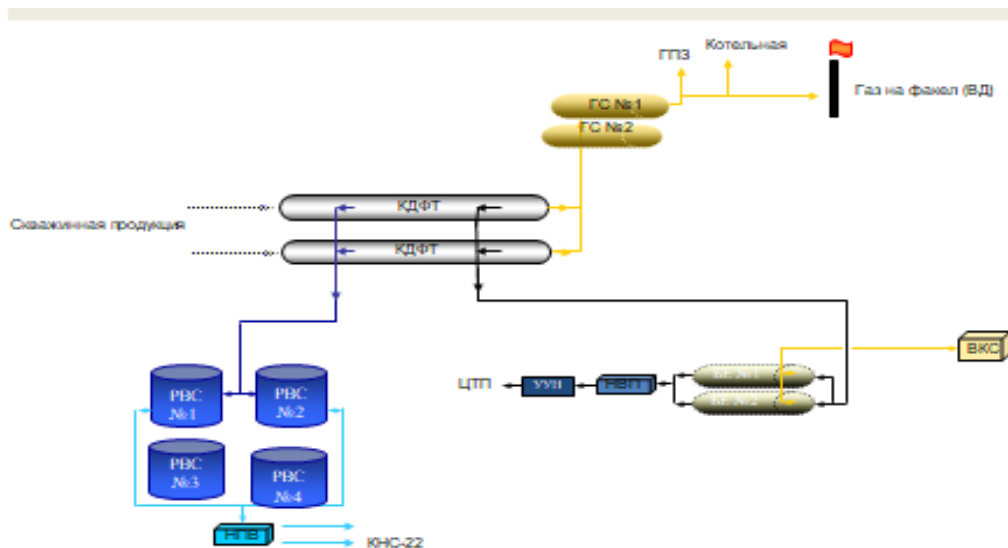 Котельная
ГПЗ
Газ на факел (ВД)
ГС №1
ГС №2
КДФТ
Скважинная продукция
КДФТ
ВКС
РВС
№1
РВС
№2
ЦТП
УУН
НВП
РВС
№3
РВС
№4
НПВ
КНС-22